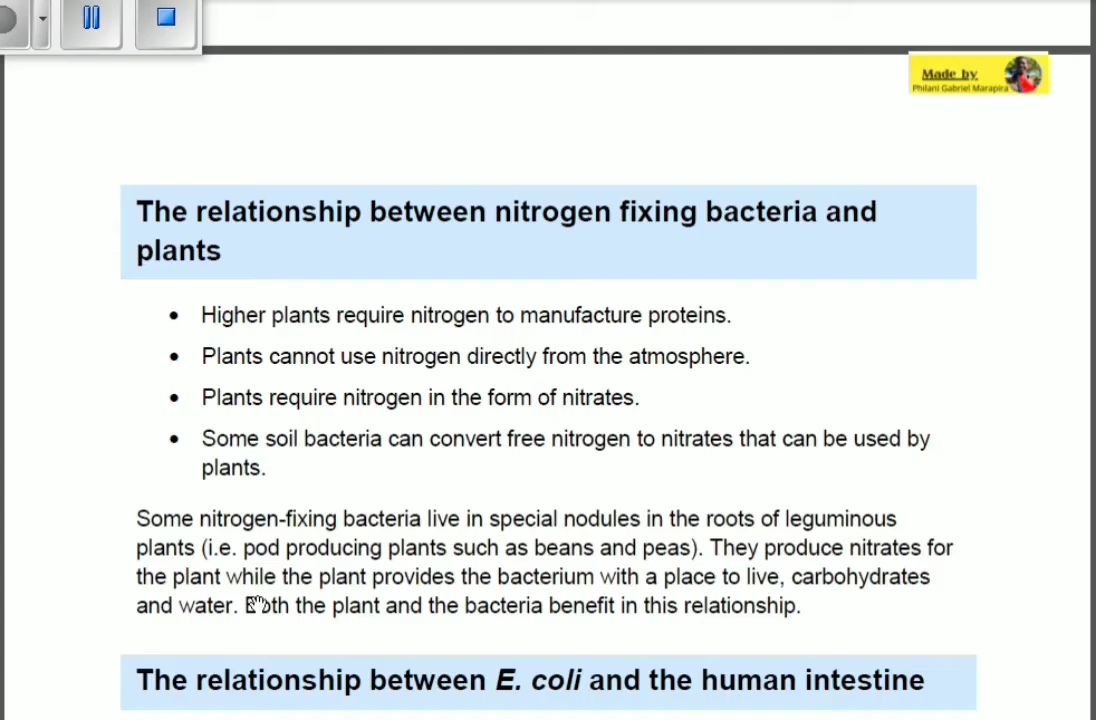 Made by
Philani Gabriel Marapira
The relationship between nitrogen fixing bacteria and
plants
• Higher plants require nitrogen to manufacture proteins.
• Plants cannot use nitrogen directly from the atmosphere.
• Plants require nitrogen in the form of nitrates.
• Some soil bacteria can convert free nitrogen to nitrates that can be used by
plants.
Some nitrogen-fixing bacteria live in special nodules in the roots of leguminous
plants (i.e. pod producing plants such as beans and peas). They produce nitrates for
the plant while the plant provides the bacterium with a place to live, carbohydrates
and water. Both the plant and the bacteria benefit in this relationship.
The relationship between E. coli and the human intestine